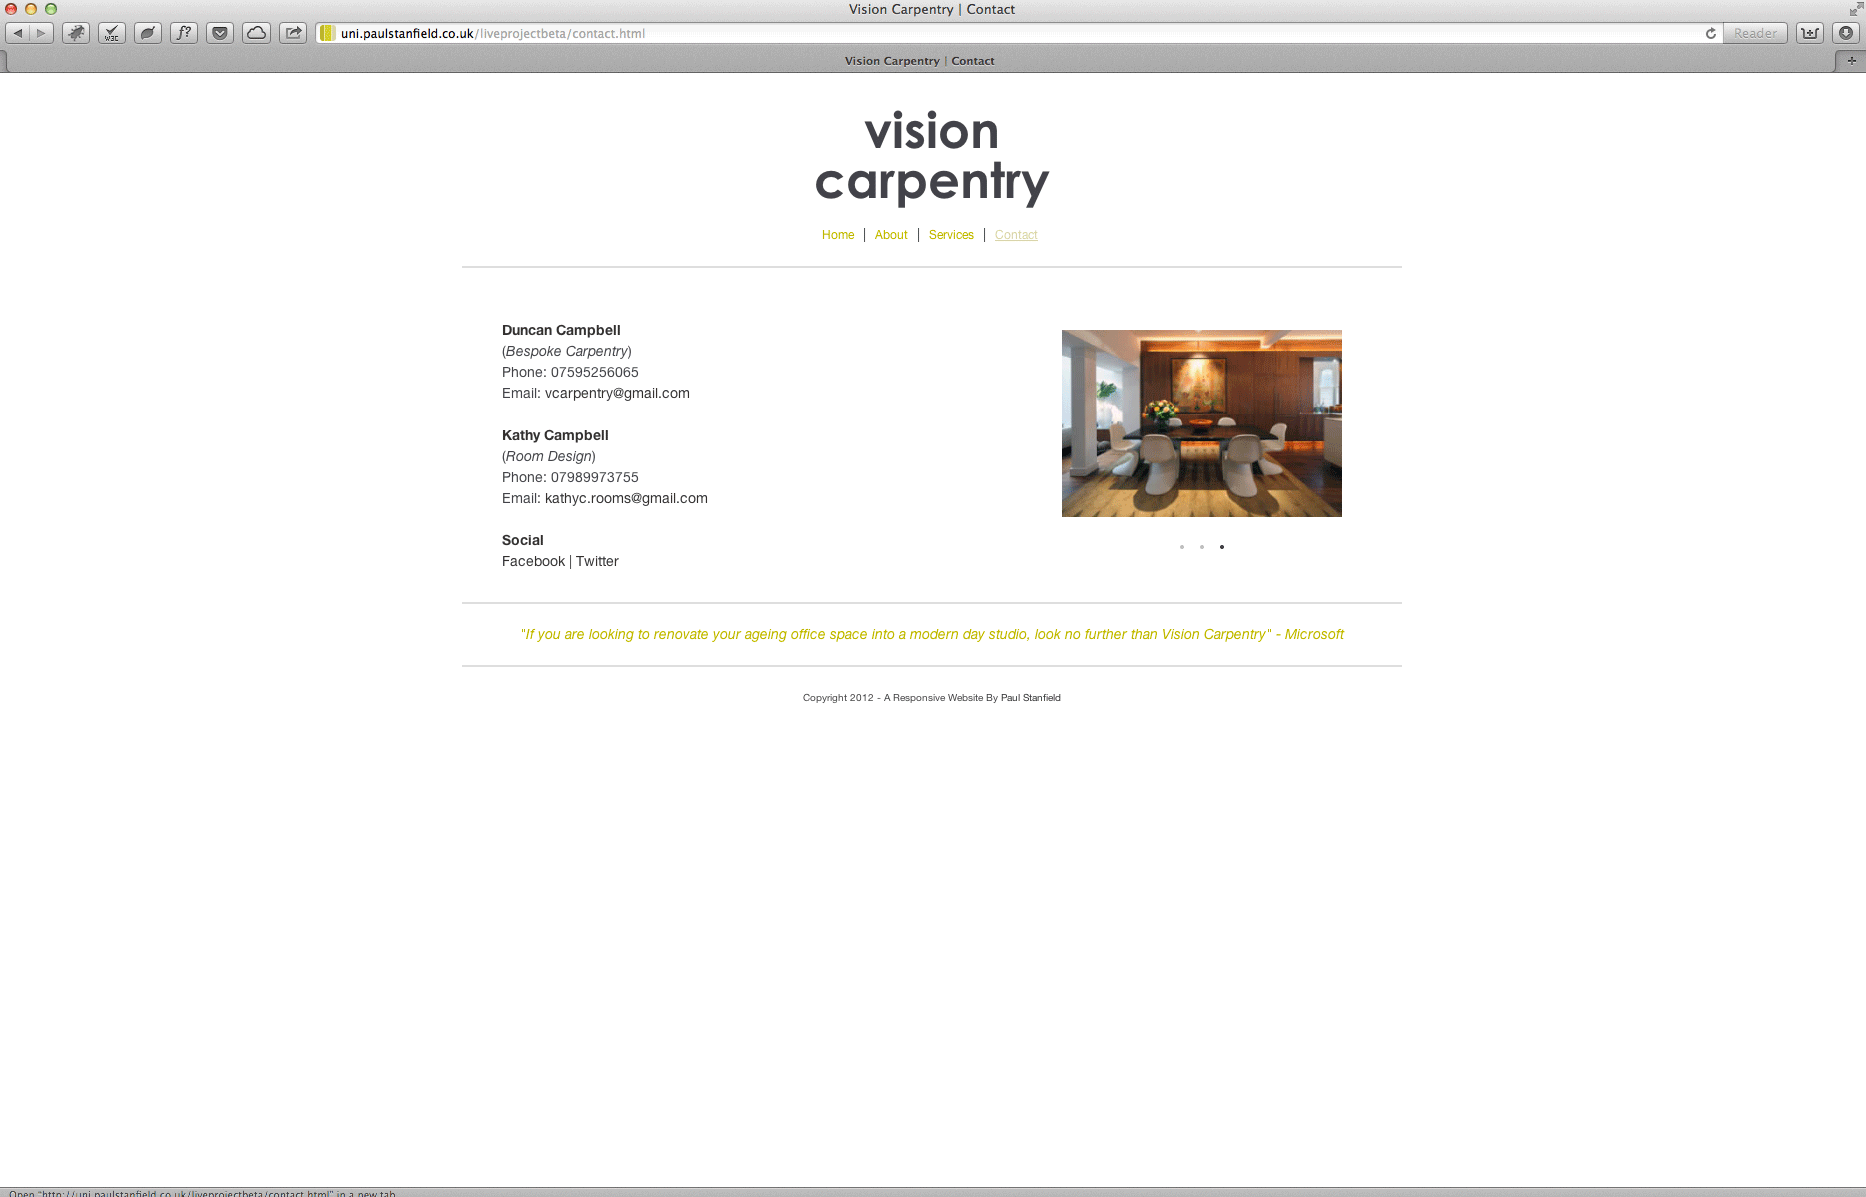 Vision Carpentry | Contact
W3C
f?
uni.paulstanfield.co.uk/liveprojectbeta/contact.html
Reader
Vision Carpentry | Contact
vision
carpentry
Home | About | Services | Contact
Duncan Campbell
(Bespoke Carpentry)
Phone: 07595256065
Email: vcarpentry@gmail.com
Kathy Campbell
(Room Design)
Phone: 07989973755
Email: kathyc.rooms@gmail.com
Social
Facebook | Twitter
"If you are looking to renovate your ageing office space into a modern day studio, look no further than Vision Carpentry" - Microsoft
Copyright 2012 - A Responsive Website By Paul Stanfield
Open "http://uni.paulstanfield.co.uk/liveprojectbeta/contact.html" in a new tab